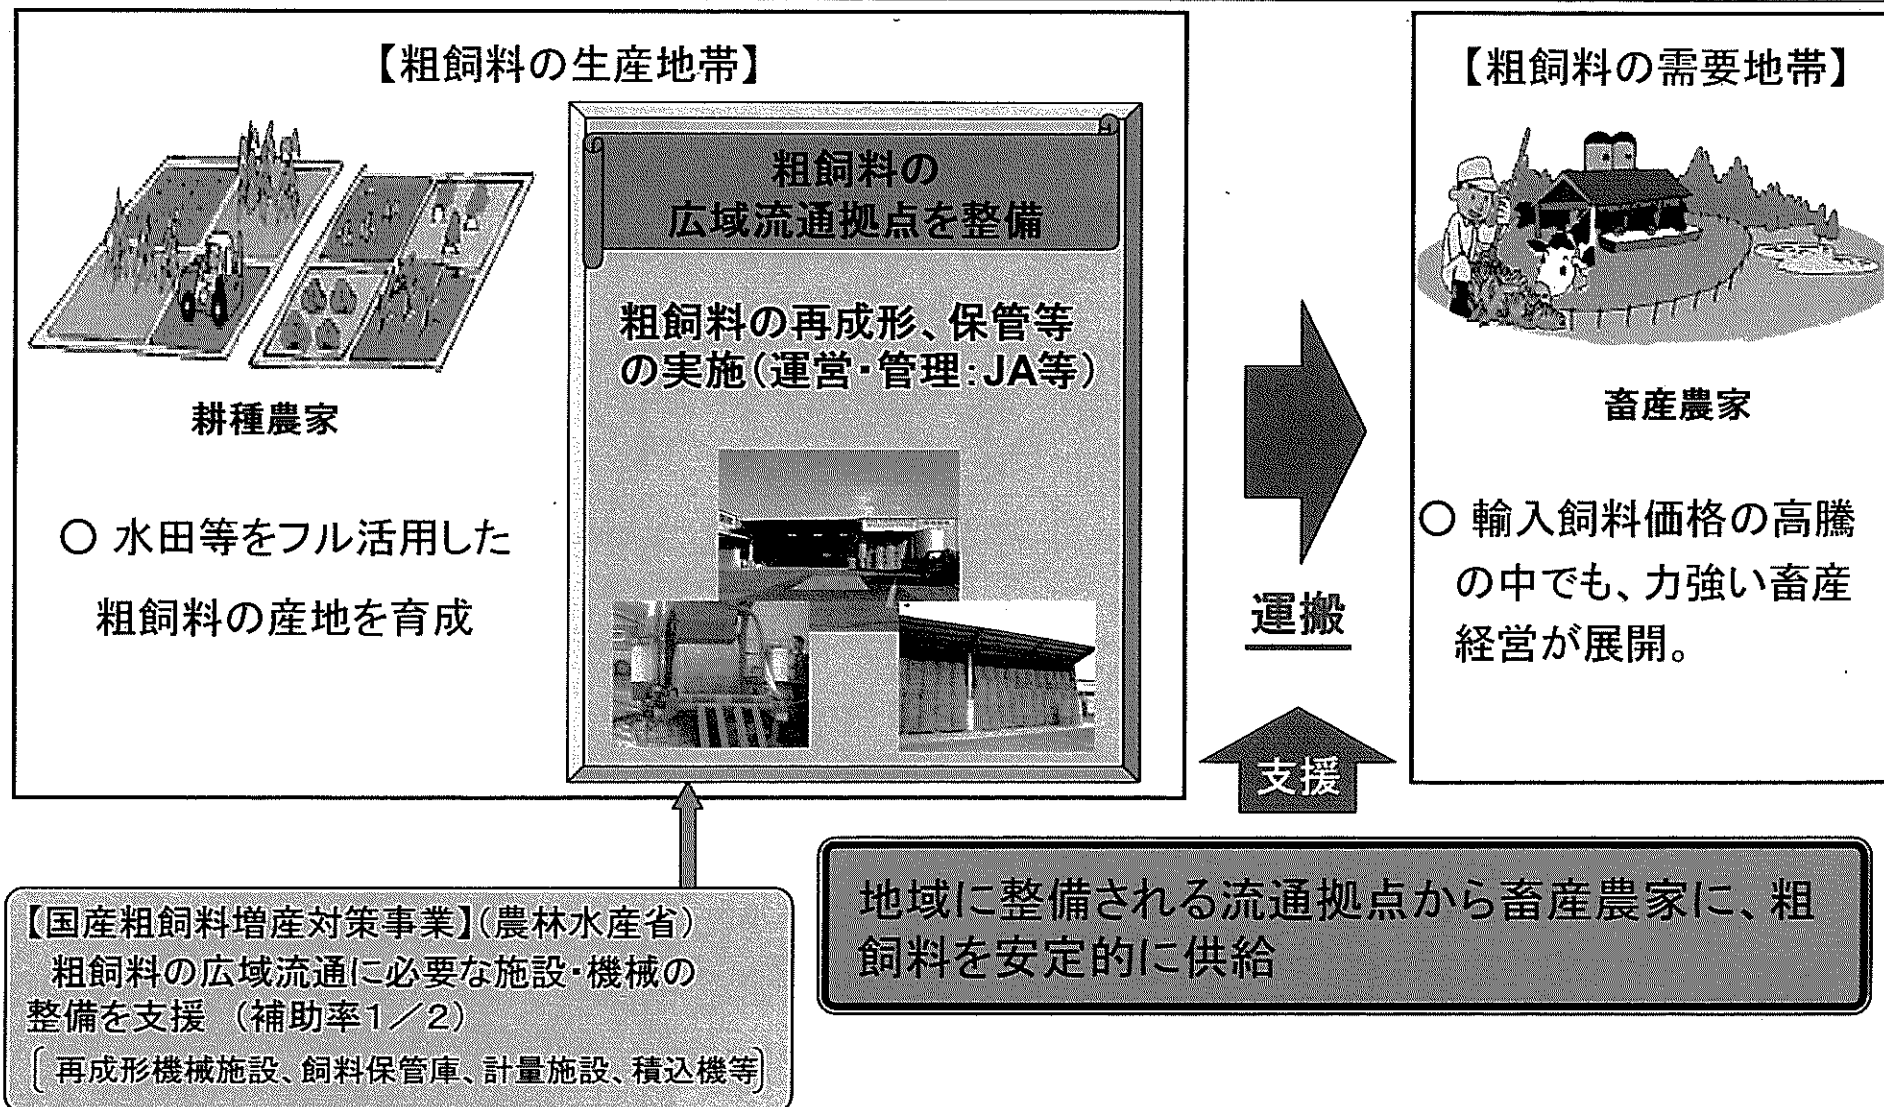 【粗飼料の生産地帯】
粗飼料の
広域流通拠点を整備
粗飼料の再成形、保管等
の実施(運営・管理:JA等)
耕種農家
○ 水田等をフル活用した
粗飼料の産地を育成
運搬
支援
【粗飼料の需要地帯】
畜産農家
○ 輸入飼料価格の高騰
の中でも、力強い畜産
経営が展開。
【国産粗飼料増産対策事業】(農林水産省)
粗飼料の広域流通に必要な施設・機械の
整備を支援 (補助率1/2)
[再成形機械施設、飼料保管庫、計量施設、積込機等]
地域に整備される流通拠点から畜産農家に、粗
飼料を安定的に供給